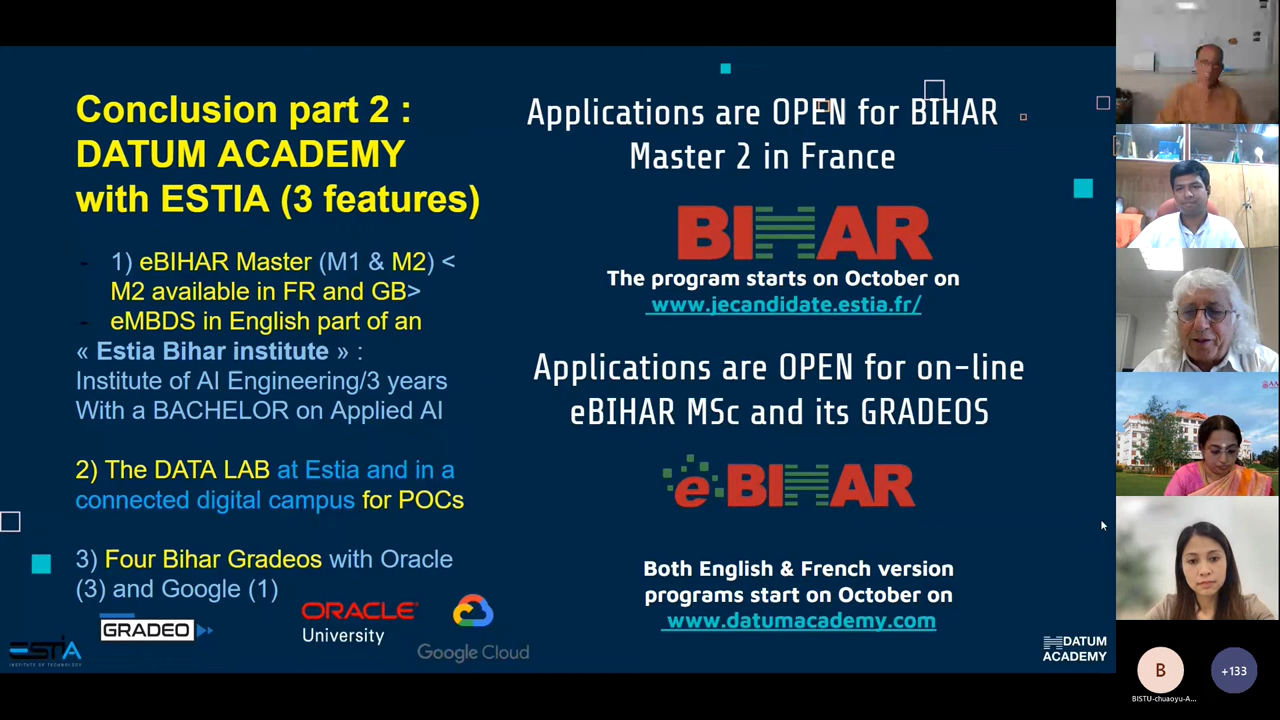 Conclusion part 2 :
DATUM ACADEMY
with ESTIA (3 features)
- 1) eBIHAR Master (M1 & M2) <
M2 available in FR and GB>
- eMBDS in English part of an
« Estia Bihar institute » :
Institute of AI Engineering/3 years
With a BACHELOR on Applied AI
2) The DATA LAB at Estia and in a
connected digital campus for POCs
3) Four Bihar Gradeos with Oracle
(3) and Google (1)
GRADEO
ORACLE
University
Google Cloud
ESTIA
INSTITUTE OF TECHNOLOGY
Applications are OPEN for BIHAR
Master 2 in France
BIHAR
The program starts on October on
www.jecandidate.estia.fr/
Applications are OPEN for on-line
eBIHAR MSc and its GRADEOS
e-BIHAR
Both English & French version
programs start on October on
www.datumacademy.com
DATUM
ACADEMY
B
+133
BISTU-chuaoyu-A...